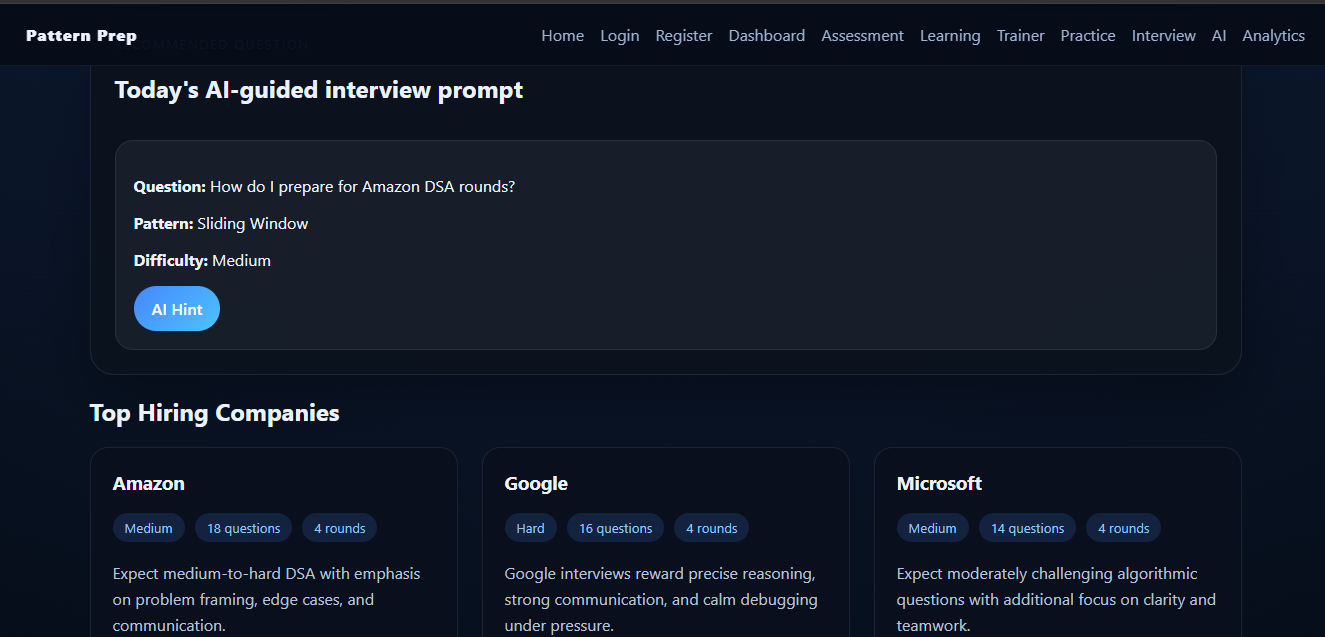 Pattern Prep
RECOMMENDED QUESTION
Home Login Register Dashboard Assessment Learning Trainer Practice Interview AI Analytics
Today's AI-guided interview prompt
Question: How do I prepare for Amazon DSA rounds?
Pattern: Sliding Window
Difficulty: Medium
AI Hint
Top Hiring Companies
Amazon
Medium 18 questions 4 rounds
Expect medium-to-hard DSA with emphasis
on problem framing, edge cases, and
communication.
Google
Hard 16 questions 4 rounds
Google interviews reward precise reasoning,
strong communication, and calm debugging
under pressure.
Microsoft
Medium 14 questions 4 rounds
Expect moderately challenging algorithmic
questions with additional focus on clarity and
teamwork.